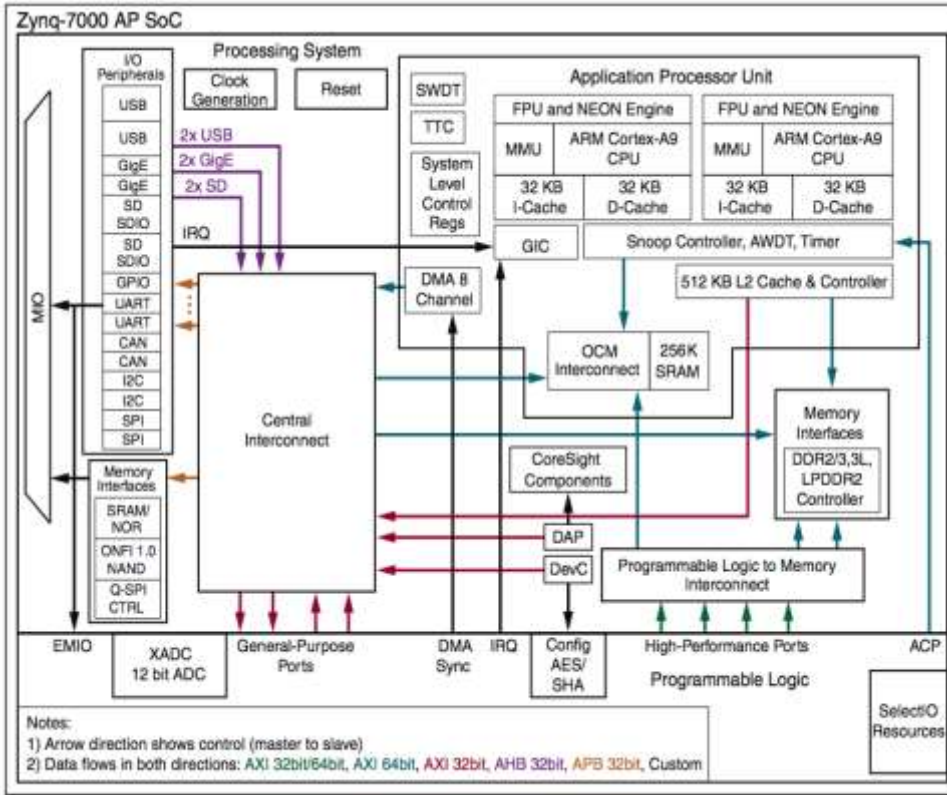 Zynq-7000 AP SoC
Processing System
I/O
Peripherals
USB
USB
GigE
GigE
SD
SDIO
SD
SDIO
GPIO
UART
UART
CAN
CAN
I2C
I2C
SPI
SPI
Clock
Generation
Reset
2x USB
2x GigE
2x SD
IRQ
MIO
SWDT
TTC
System
Level
Control
Regs
Application Processor Unit
FPU and NEON Engine
MMU
ARM Cortex-A9
CPU
32 KB
I-Cache
32 KB
D-Cache
FPU and NEON Engine
MMU
ARM Cortex-A9
CPU
32 KB
I-Cache
32 KB
D-Cache
GIC
Snoop Controller, AWDT, Timer
DMA 8
Channel
512 KB L2 Cache & Controller
OCM
Interconnect
256K
SRAM
Central
Interconnect
Memory
Interfaces
DDR2/3,3L,
LPDDR2
Controller
Memory
Interfaces
SRAM/
NOR
ONFI 1.0
NAND
Q-SPI
CTRL
CoreSight
Components
DAP
DevC
Programmable Logic to Memory
Interconnect
EMIO
XADC
12 bit ADC
General-Purpose
Ports
DMA
Sync
IRQ
Config
AES/
SHA
High-Performance Ports
ACP
Programmable Logic
SelectIO
Resources
Notes:
1) Arrow direction shows control (master to slave)
2) Data flows in both directions: AXI 32bit/64bit, AXI 64bit, AXI 32bit, AHB 32bit, APB 32bit, Custom